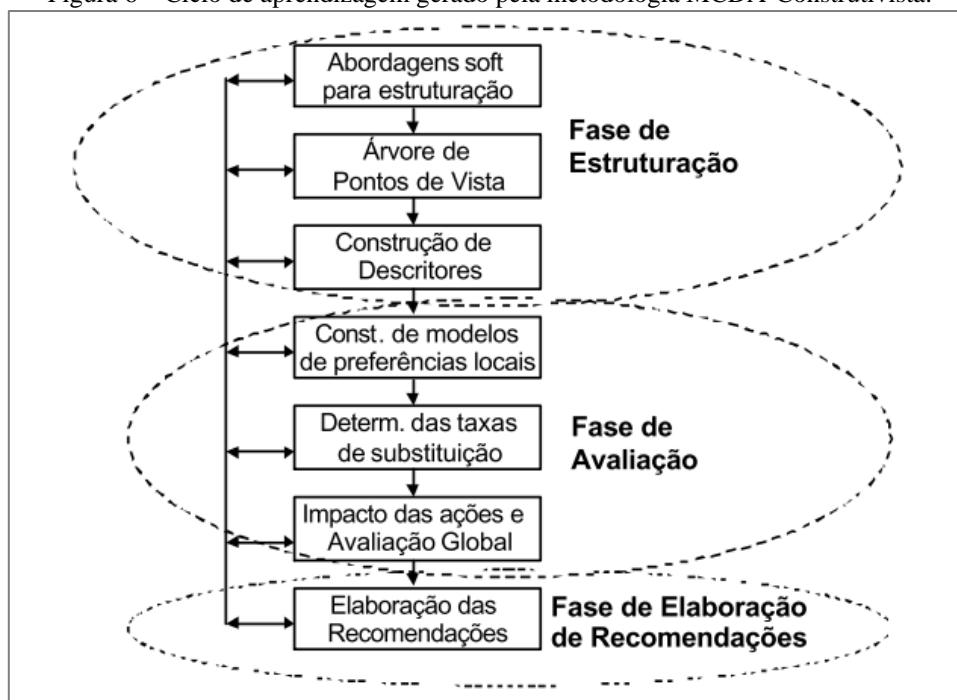 Figura 6 – Ciclo de aprendizagem gerado pela metodologia MCDA-Construtivista.
Abordagens soft
para estruturação
Fase de
Estruturação
Árvore de
Pontos de Vista
Construção de
Descritores
Const. de modelos
de preferências locais
Determ. das taxas
de substituição
Fase de
Avaliação
Impacto das ações e
Avaliação Global
Elaboração das
Recomendações
Fase de Elaboração
de Recomendações